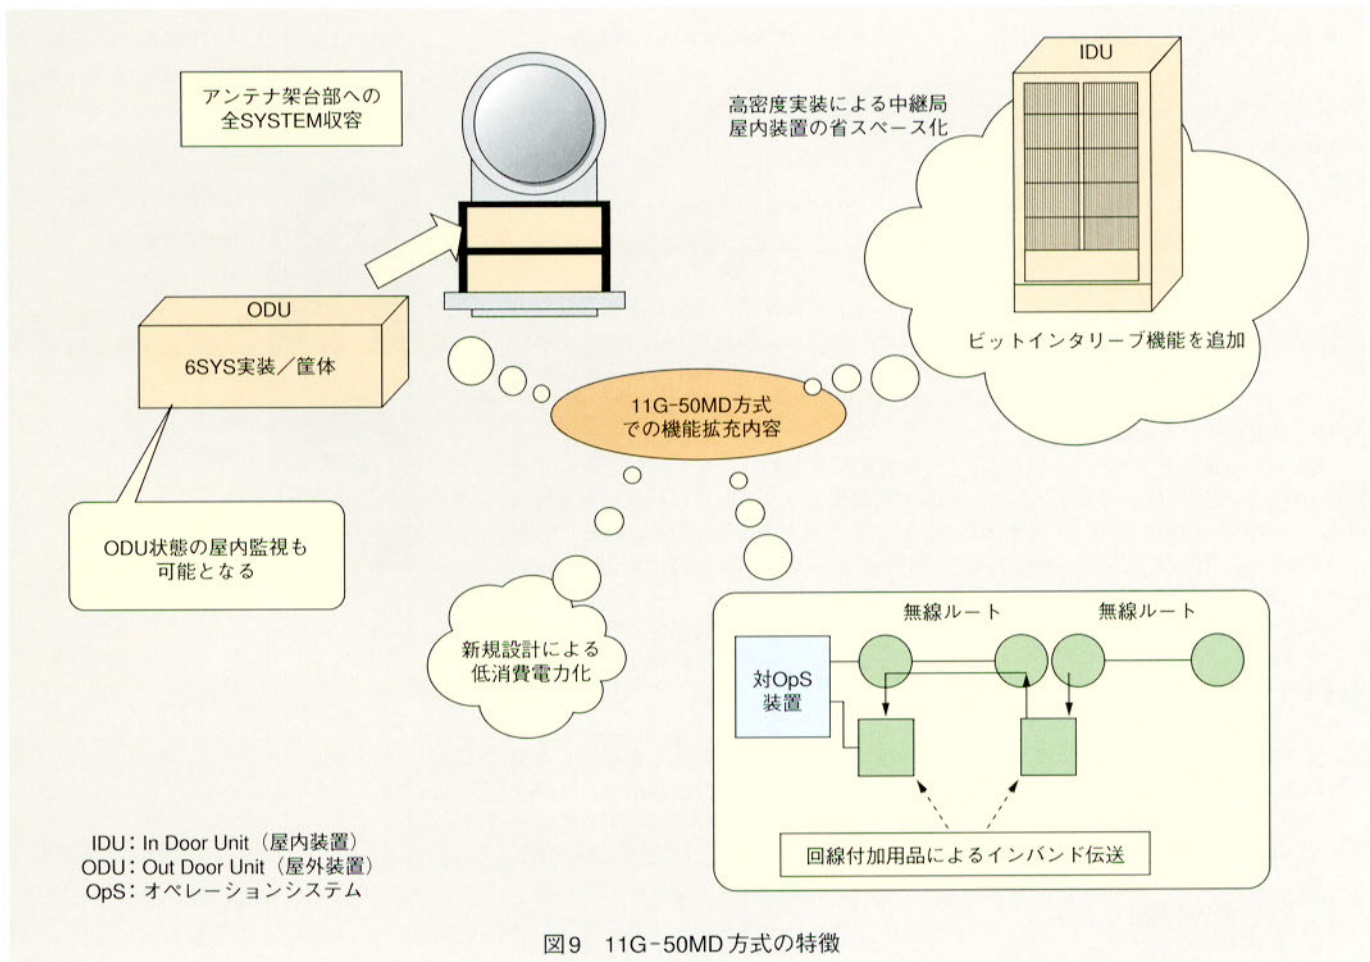 アンテナ架台部への
全SYSTEM収容
高密度実装による中継局
屋内装置の省スペース化
IDU
ビットインタリーブ機能を追加
ODU
6SYS実装／筐体
11G-50MD方式
での機能拡充内容
ODU状態の屋内監視も
可能となる
新規設計による
低消費電力化
無線ルート
無線ルート
対OpS
装置
回線付加用品によるインバンド伝送
IDU：In Door Unit（屋内装置）
ODU：Out Door Unit（屋外装置）
OpS：オペレーションシステム
図9　11G-50MD方式の特徴